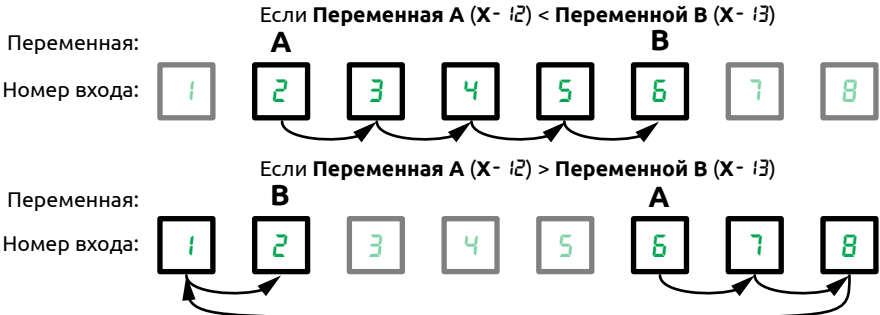 Если Переменная А (X- 12) < Переменной В (X- 13)
Переменная: A B
Номер входа: 1 2 3 4 5 6 7 8
Если Переменная А (X- 12) > Переменной В (X- 13)
Переменная: B A
Номер входа: 1 2 3 4 5 6 7 8